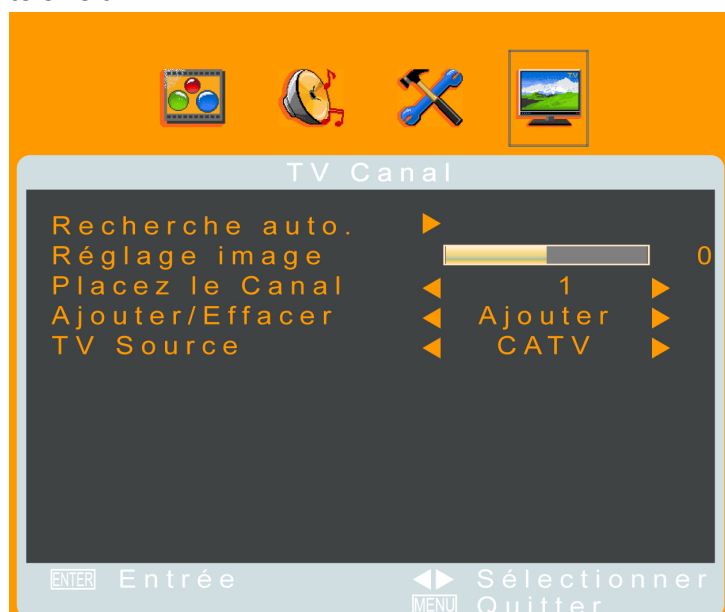 TV Canal
Recherche auto.
Réglage image 0
Placez le Canal 1
Ajouter/Effacer Ajouter
TV Source CATV
ENTER Entrée Sélectionner
MENU Quitter